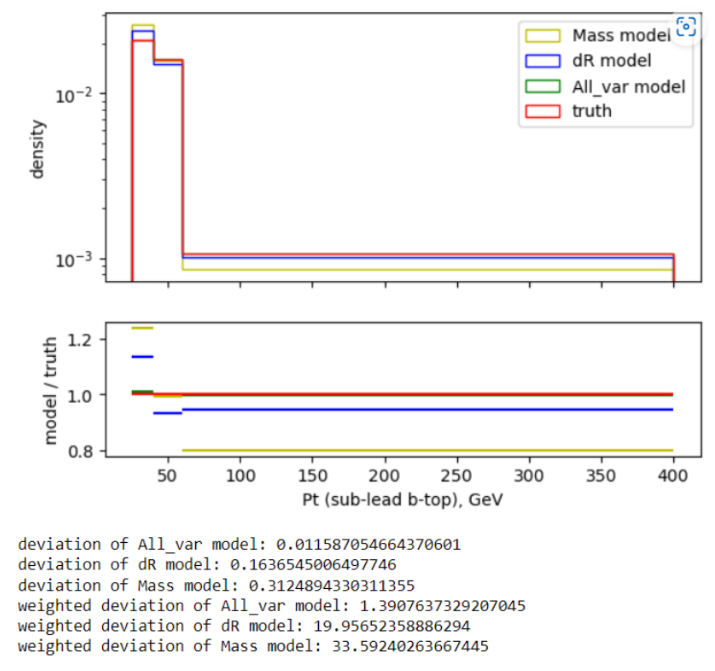 Mass model
dR model
All_var model
truth
density
10⁻²
10⁻³
model / truth
1.2
1.0
0.8
50 100 150 200 250 300 350 400
Pt (sub-lead b-top), GeV
deviation of All_var model: 0.011587054664370601
deviation of dR model: 0.1636545006497746
deviation of Mass model: 0.3124894330311355
weighted deviation of All_var model: 1.3907637329207045
weighted deviation of dR model: 19.95652358886294
weighted deviation of Mass model: 33.59240263667445